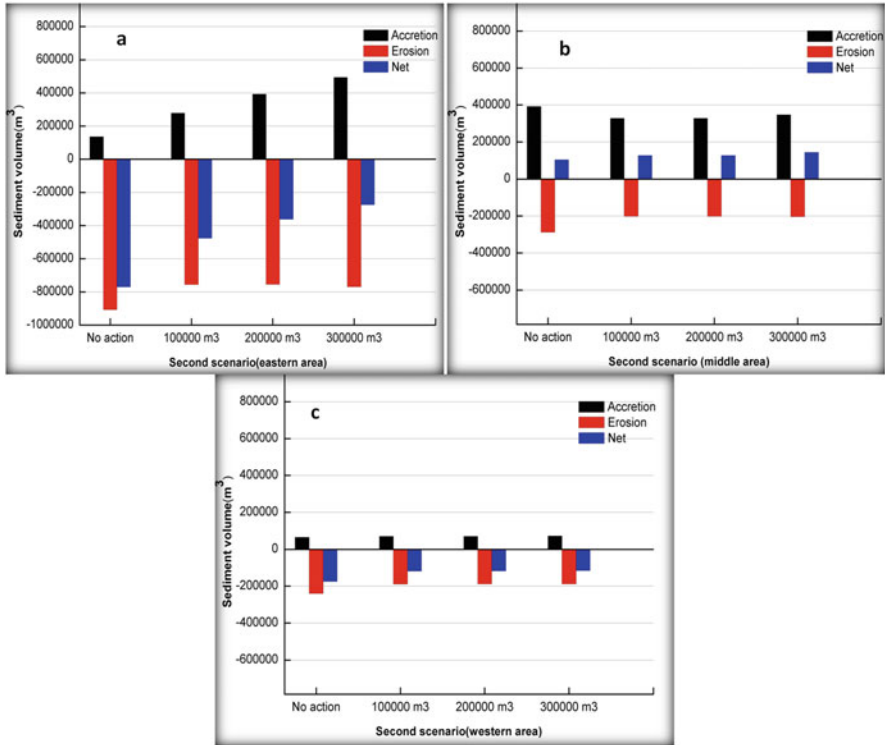 a
Accretion
Erosion
Net
800000
600000
400000
200000
0
-200000
-400000
-600000
-800000
-1000000
Sediment volume(m³)
No action 100000 m3 200000 m3 300000 m3
Second scenario(eastern area)
b
Accretion
Erosion
Net
800000
600000
400000
200000
0
-200000
-400000
-600000
Sediment volume(m³)
No action 100000 m3 200000 m3 300000 m3
Second scenario (middle area)
c
Accretion
Erosion
Net
800000
600000
400000
200000
0
-200000
-400000
-600000
Sediment volume(m³)
No action 100000 m3 200000 m3 300000 m3
Second scenario(western area)